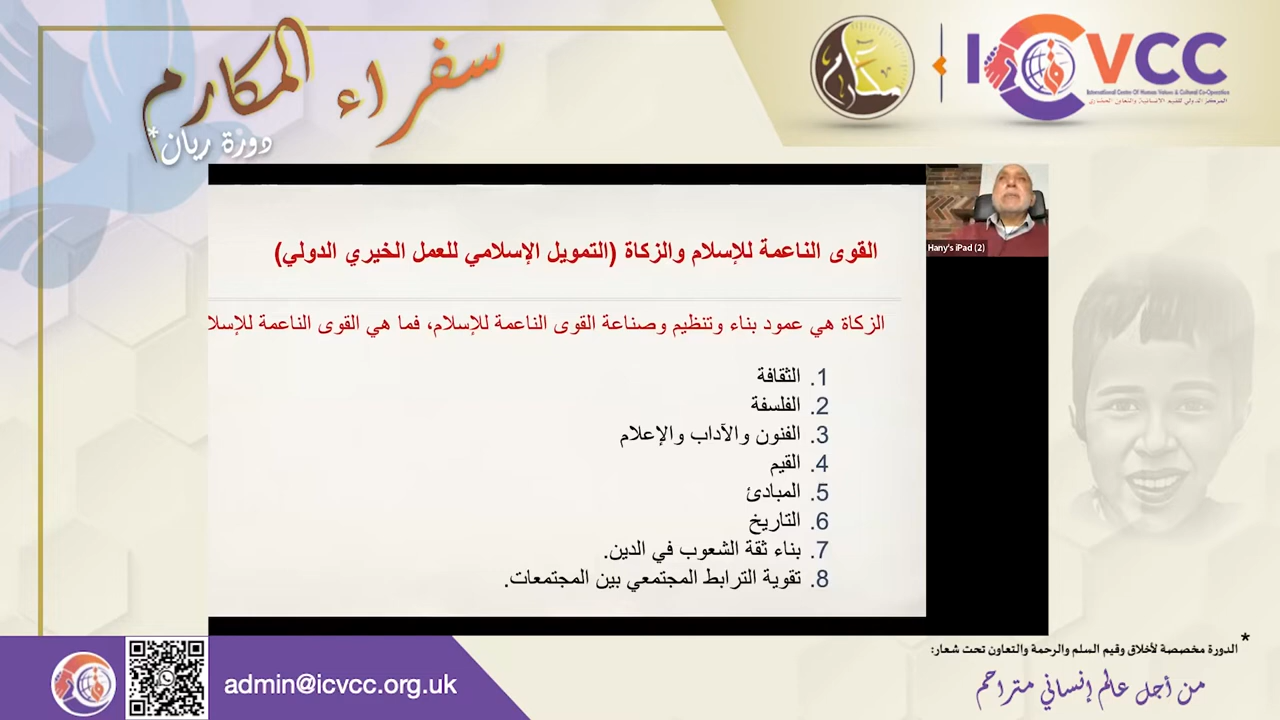 سفراء المكارم
دورة ريان*
مكارم
ICVCC
International Centre Of Human Values & Cultural Co-Operation
المركز الدولي للقيم الإنسانية والتعاون الحضاري
Hany's iPad (2)
القوى الناعمة للإسلام والزكاة (التمويل الإسلامي للعمل الخيري الدولي)
الزكاة هي عمود بناء وتنظيم وصناعة القوى الناعمة للإسلام، فما هي القوى الناعمة للإسلا
1. الثقافة
2. الفلسفة
3. الفنون والآداب والإعلام
4. القيم
5. المبادئ
6. التاريخ
7. بناء ثقة الشعوب في الدين.
8. تقوية الترابط المجتمعي بين المجتمعات.
admin@icvcc.org.uk
* الدورة مخصصة لأخلاق وقيم السلم والرحمة والتعاون تحت شعار:
من أجل عالم إنساني متراحم